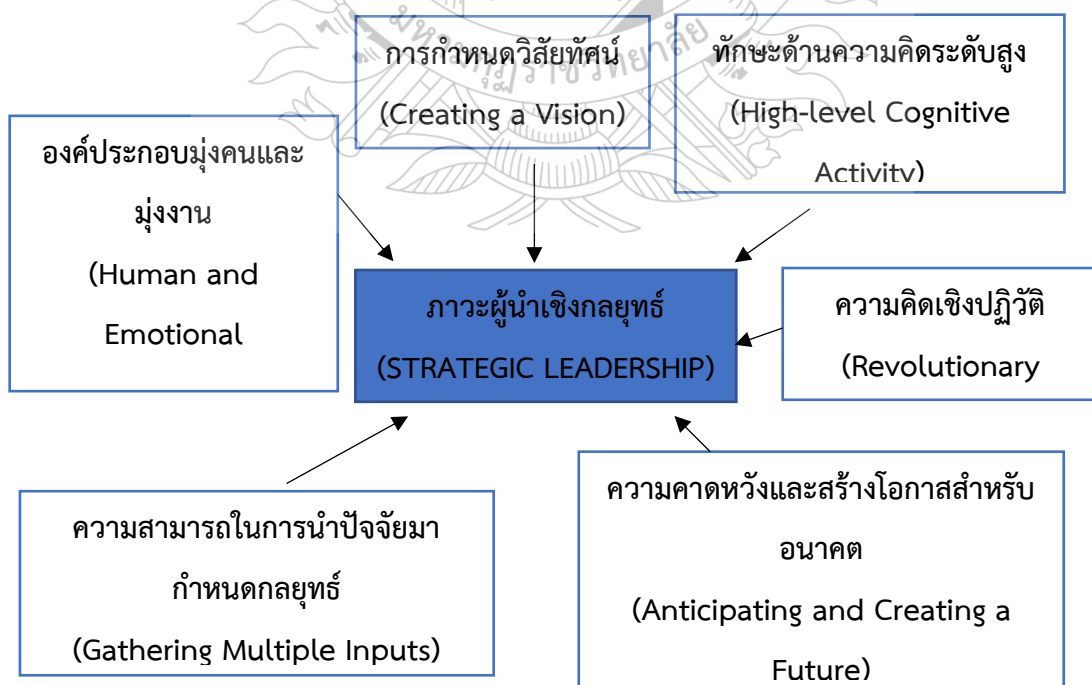 การกำหนดวิสัยทัศน์
(Creating a Vision)
ทักษะด้านความคิดระดับสูง
(High-level Cognitive
Activity)
องค์ประกอบมุ่งคนและ
มุ่งงาน
(Human and
Emotional
ภาวะผู้นำเชิงกลยุทธ์
(STRATEGIC LEADERSHIP)
ความคิดเชิงปฏิวัติ
(Revolutionary
ความสามารถในการนำปัจจัยมา
กำหนดกลยุทธ์
(Gathering Multiple Inputs)
ความคาดหวังและสร้างโอกาสสำหรับ
อนาคต
(Anticipating and Creating a
Future)